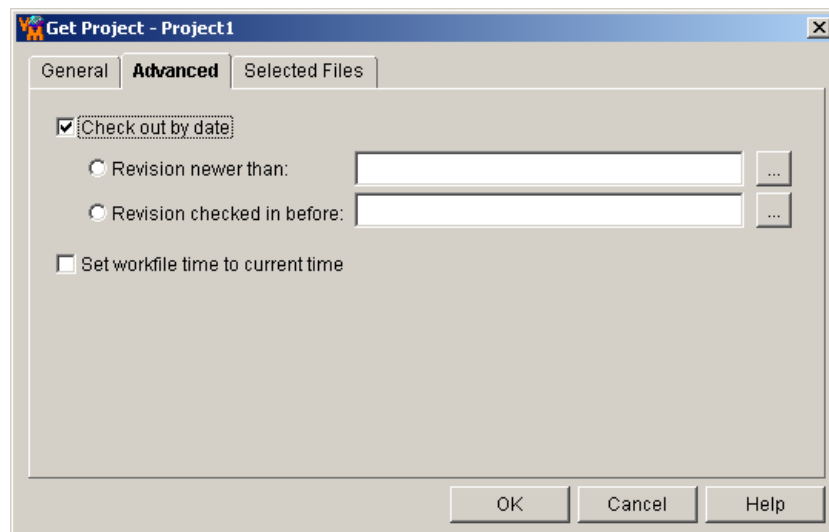 VM Get Project - Project1
General Advanced Selected Files
Check out by date
Revision newer than: ...
Revision checked in before: ...
Set workfile time to current time
OK Cancel Help